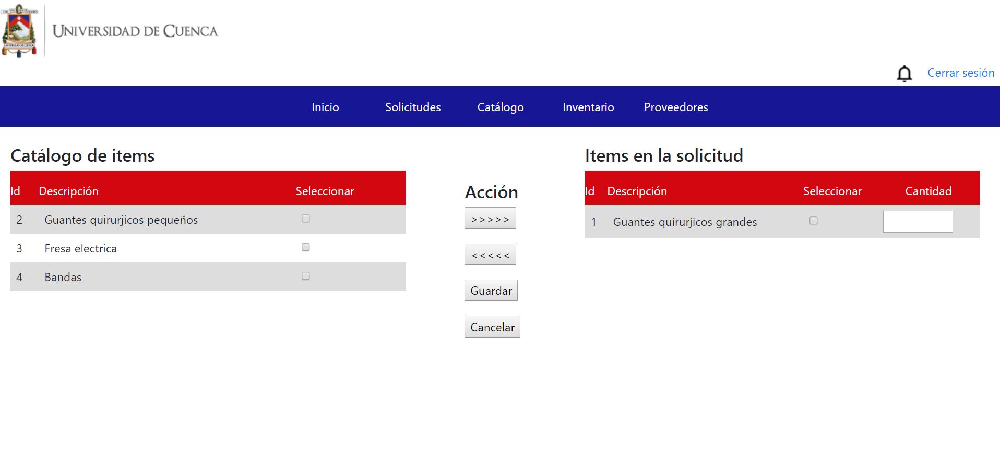 UNIVERSIDAD DE CUENCA
Cerrar sesión
Inicio Solicitudes Catálogo Inventario Proveedores
Catálogo de items
Id Descripción Seleccionar
2 Guantes quirurjicos pequeños
3 Fresa electrica
4 Bandas
Acción
>>>>>
<<<<<
Guardar
Cancelar
Items en la solicitud
Id Descripción Seleccionar Cantidad
1 Guantes quirurjicos grandes